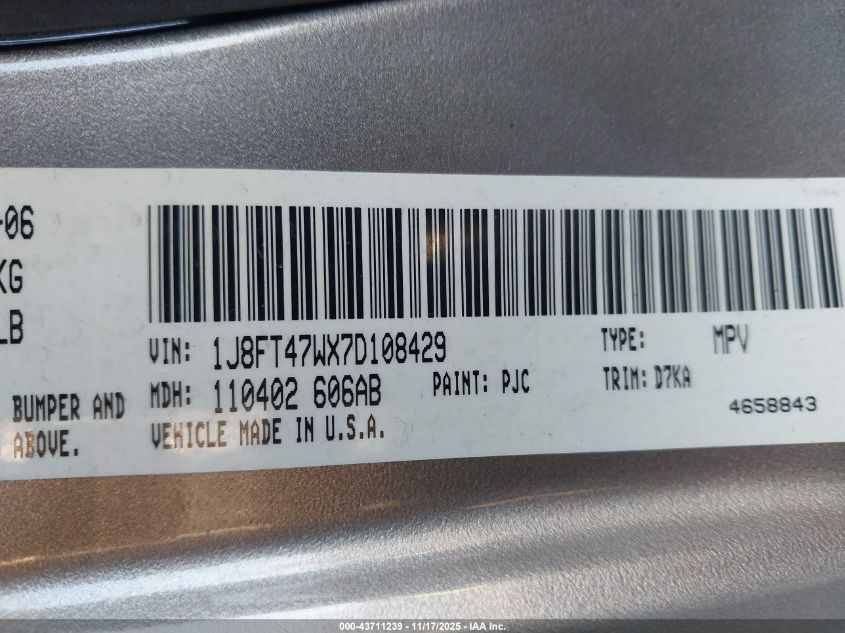 -06
KG
LB
VIN: 1J8FT47WX7D108429 TYPE: MPV
BUMPER AND MDH: 110402 606AB PAINT: PJC TRIM: D7KA
4658843
ABOVE. VEHICLE MADE IN U.S.A.
000-43711239 - 11/17/2025 - IAA Inc.